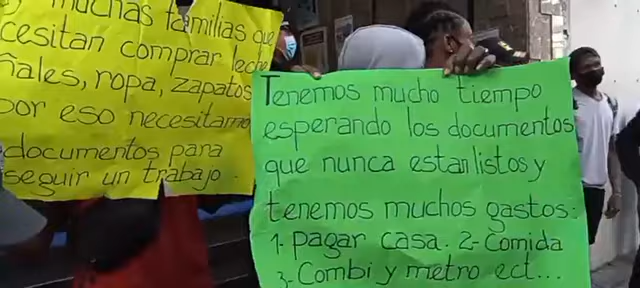 muchas familias que
necesitan comprar leche
ñales, ropa, zapatos
por eso necesitamo
documentos para
seguir un trabajo.
Tenemos mucho tiempo
esperando los documentos
que nunca estan listos y
tenemos muchos gastos:
1. pagar casa. 2- Comida
3- Combi y metro ect...